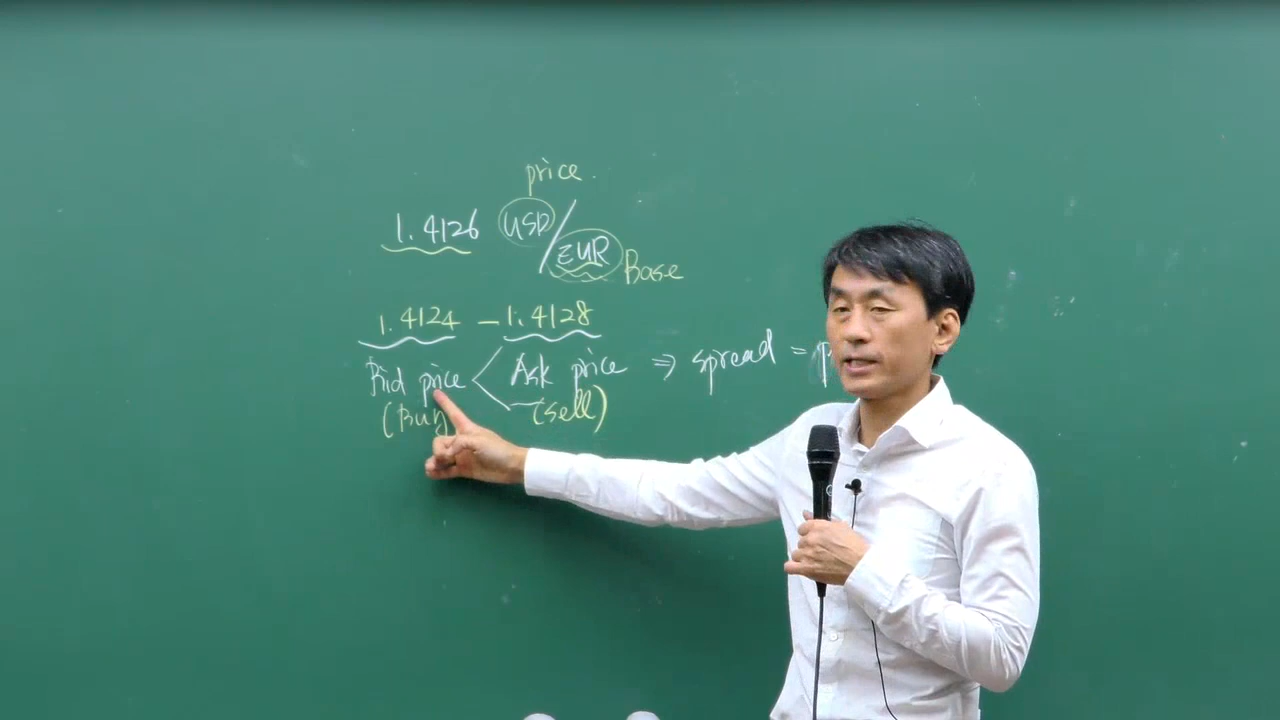 price.
1.4126 USD/EUR Base
1.4124 - 1.4128
Bid price < Ask price ⇒ spread =
(Buy (sell)